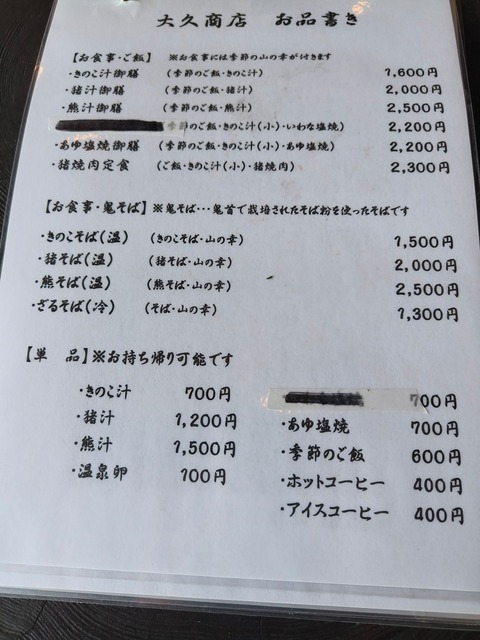 大久商店 お品書き
【お食事・ご飯】 ※お食事には季節の山の幸が付きます
・きのこ汁御膳 (季節のご飯・きのこ汁) 1,600円
・猪汁御膳 (季節のご飯・猪汁) 2,000円
・熊汁御膳 (季節のご飯・熊汁) 2,500円
季節のご飯・きのこ汁(小)・いわな塩焼) 2,200円
・あゆ塩焼御膳 (季節のご飯・きのこ汁(小)・あゆ塩焼) 2,200円
・猪焼肉定食 (ご飯・きのこ汁(小)・猪焼肉) 2,300円
【お食事・鬼そば】※鬼そば・・・鬼首で栽培されたそば粉を使ったそばです
・きのこそば(温) (きのこそば・山の幸) 1,500円
・猪そば(温) (猪そば・山の幸) 2,000円
・熊そば(温) (熊そば・山の幸) 2,500円
・ざるそば(冷) (そば・山の幸) 1,300円
【単 品】※お持ち帰り可能です
・きのこ汁 700円
・猪汁 1,200円
・熊汁 1,500円
・温泉卵 100円
700円
・あゆ塩焼 700円
・季節のご飯 600円
・ホットコーヒー 400円
・アイスコーヒー 400円